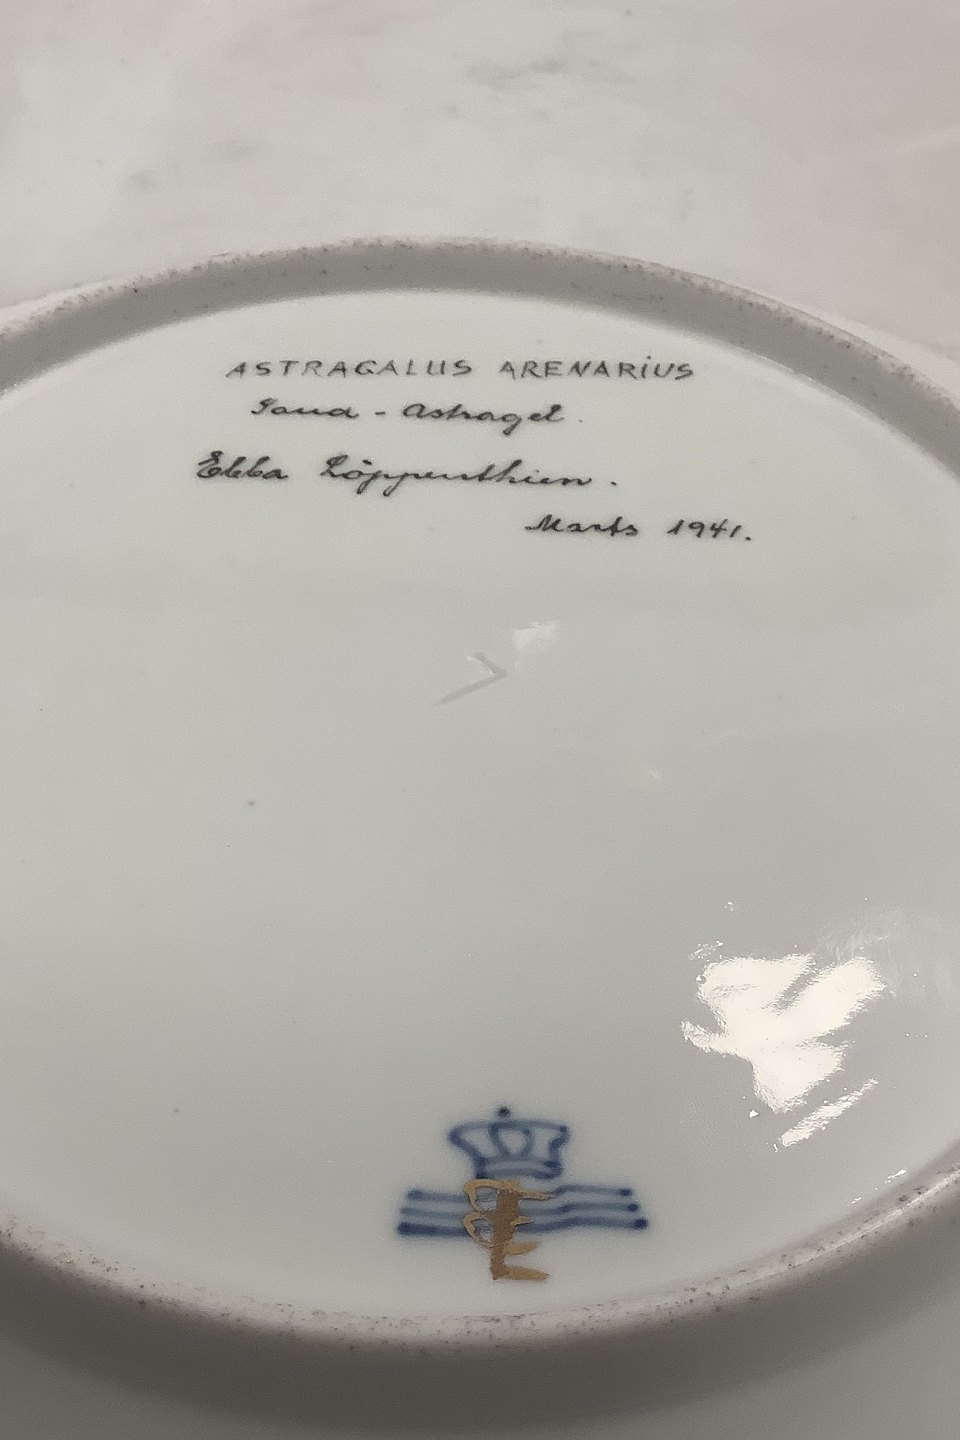 ASTRAGALUS ARENARIUS
Sand - Astragel.
Ebba Löppenthien.
Marts 1941.